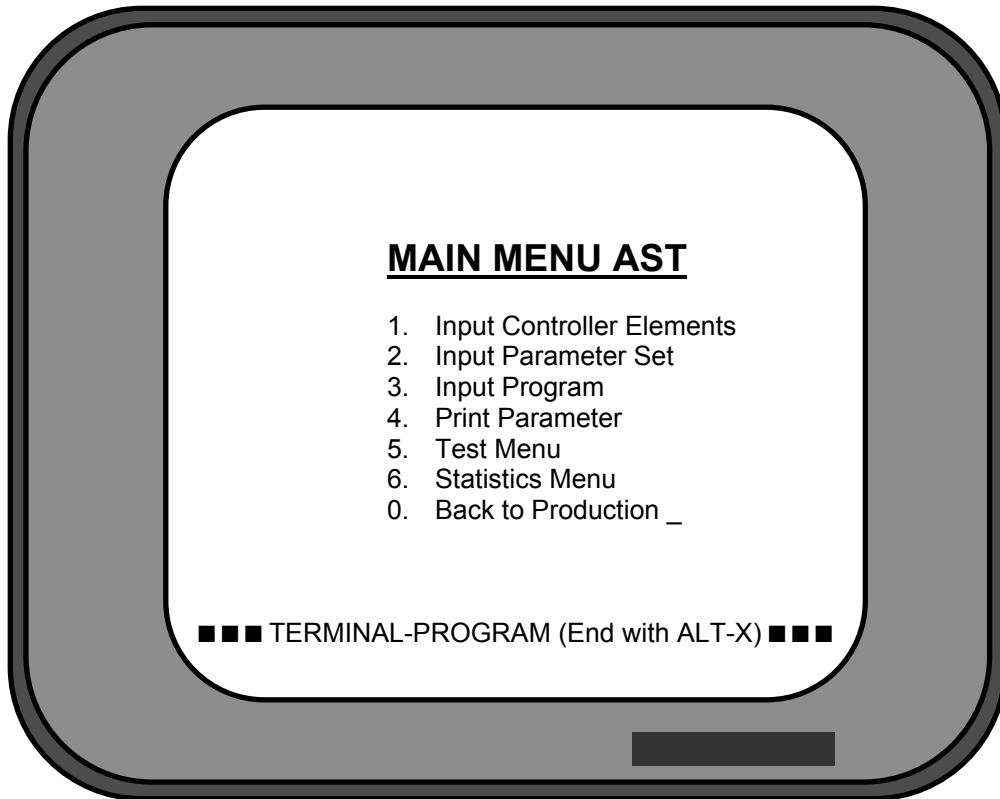 MAIN MENU AST
1. Input Controller Elements
2. Input Parameter Set
3. Input Program
4. Print Parameter
5. Test Menu
6. Statistics Menu
0. Back to Production _
■ ■ ■ TERMINAL-PROGRAM (End with ALT-X) ■ ■ ■